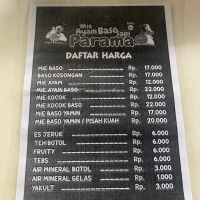 Mie
Ayam Baso Sapi
Parama
DAFTAR HARGA
MIE BASO Rp. 17.000
BASO KOSONGAN Rp. 17.000
MIE AYAM Rp. 12.000
MIE AYAM BASO Rp. 22.000
MIE KOCOK Rp. 12.000
MIE KOCOK BASO Rp. 22.000
MIE BASO YAMIN Rp. 17.000
MIE BASO YAMIN / PISAH KUAH Rp. 20.000
ES JERUK Rp. 6.000
TEH BOTOL Rp. 6.000
FRUITY Rp. 6.000
TEBS Rp. 6.000
AIR MINERAL BOTOL Rp. 3.000
AIR MINERAL GELAS Rp. 1.000
YAKULT Rp. 3.000